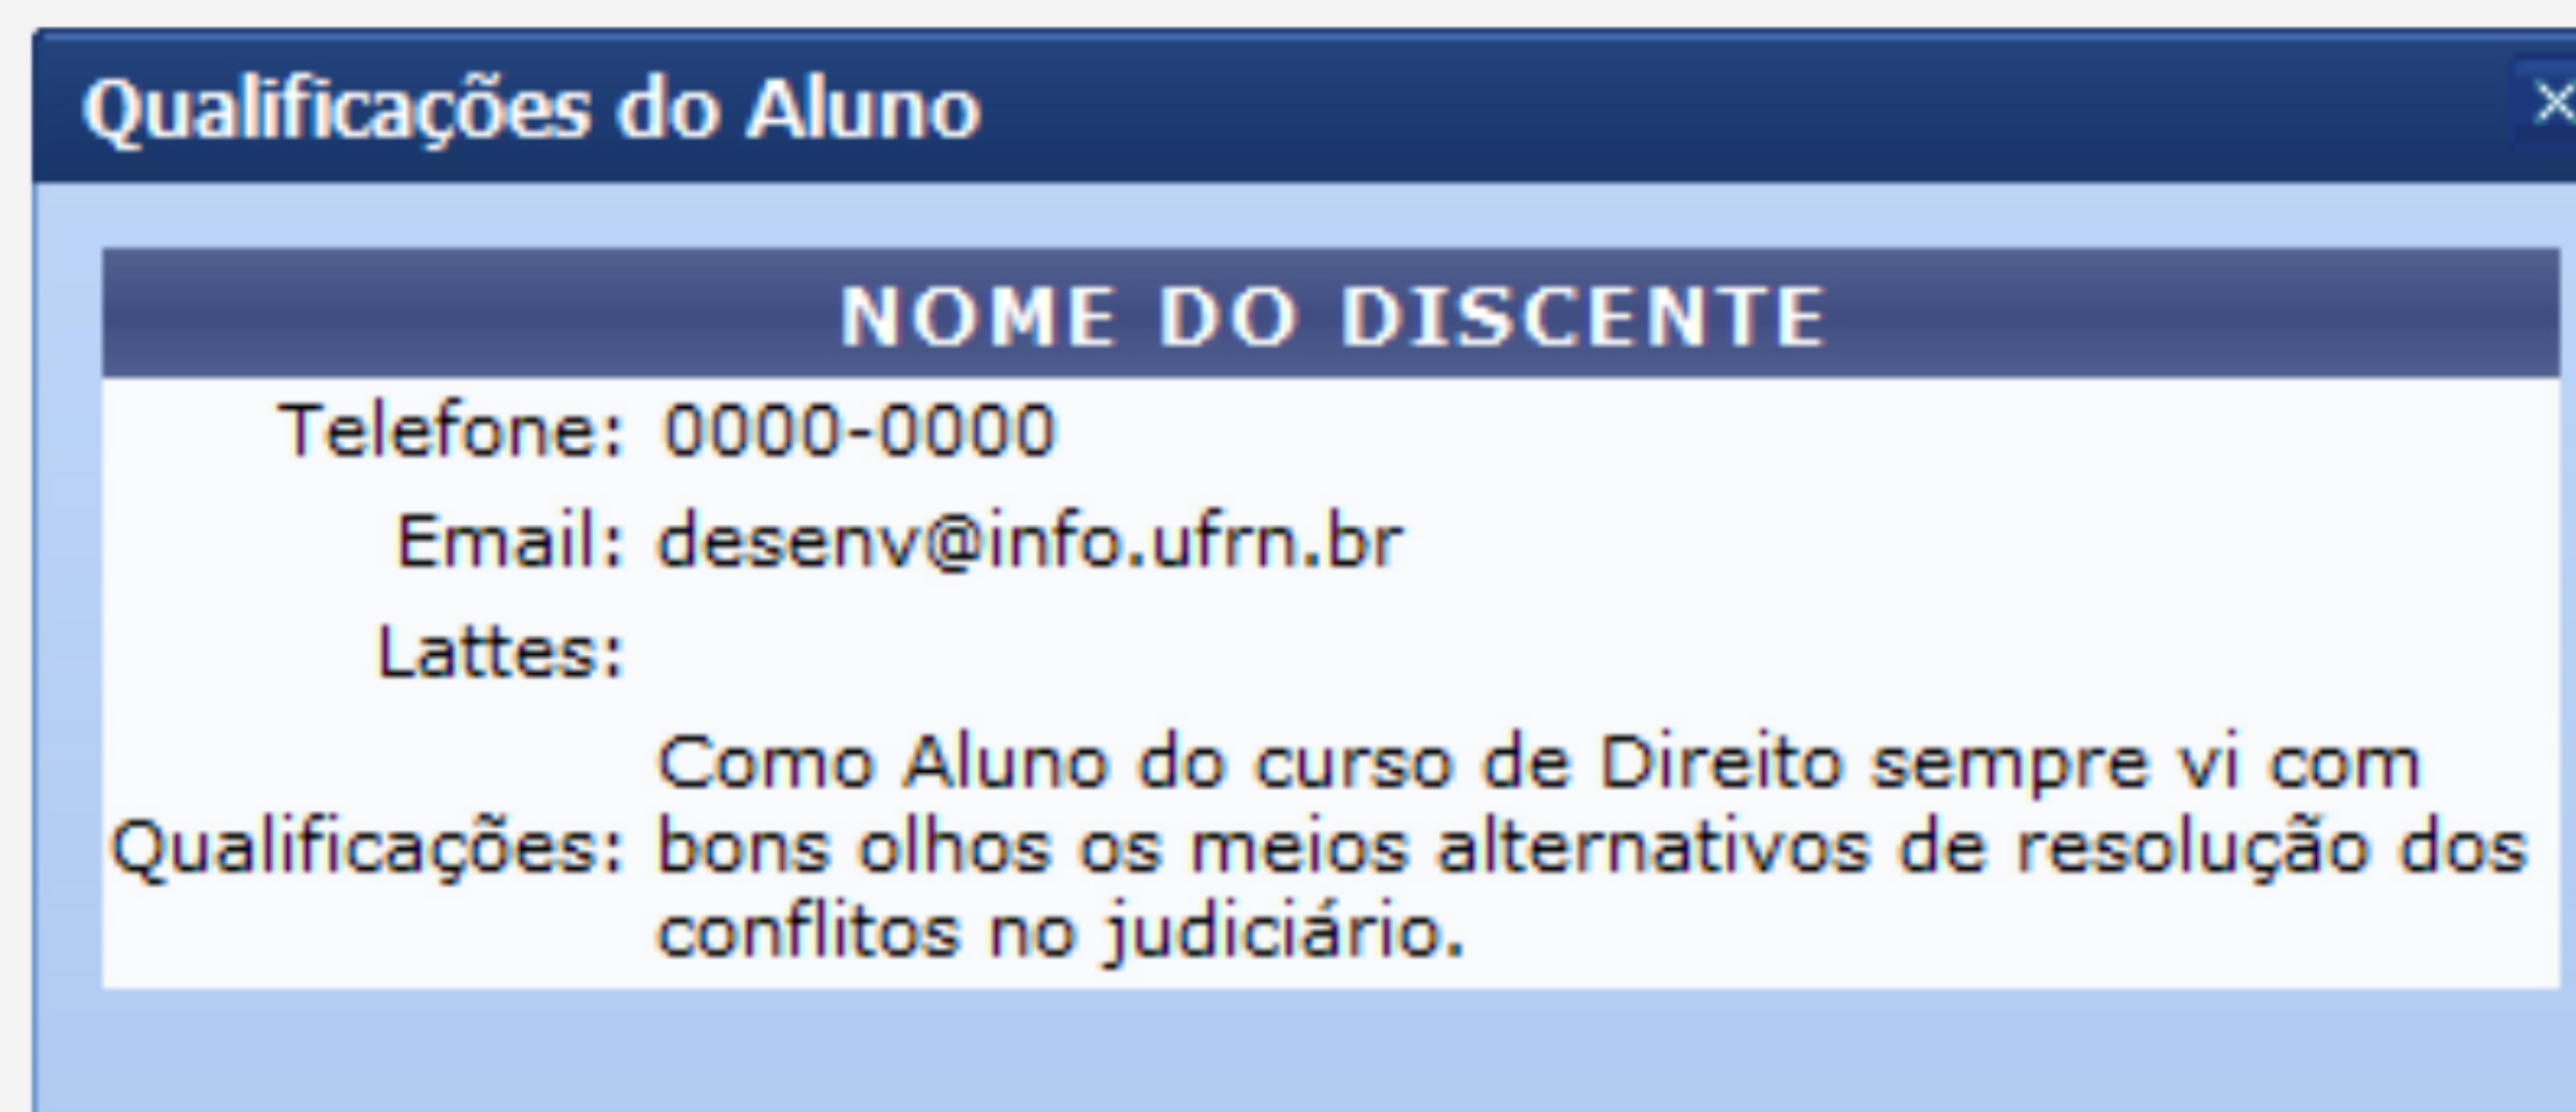 Qualificações do Aluno
NOME DO DISCENTE
Telefone: 0000-0000
Email: desenv@info.ufrn.br
Lattes:
Qualificações: Como Aluno do curso de Direito sempre vi com
bons olhos os meios alternativos de resolução dos
conflitos no judiciário.